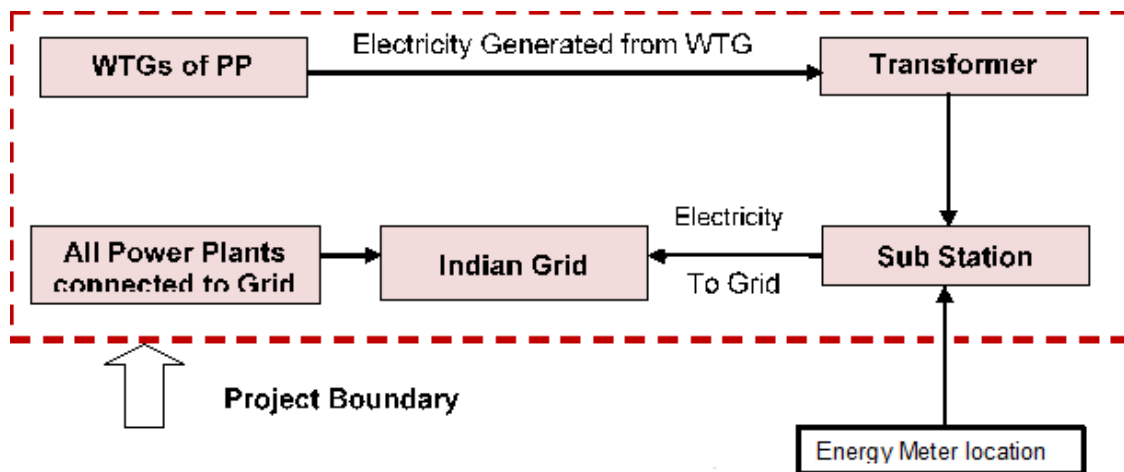 Electricity Generated from WTG
WTGs of PP
Transformer
Electricity
All Power Plants
connected to Grid
Indian Grid
Sub Station
To Grid
Project Boundary
Energy Meter location